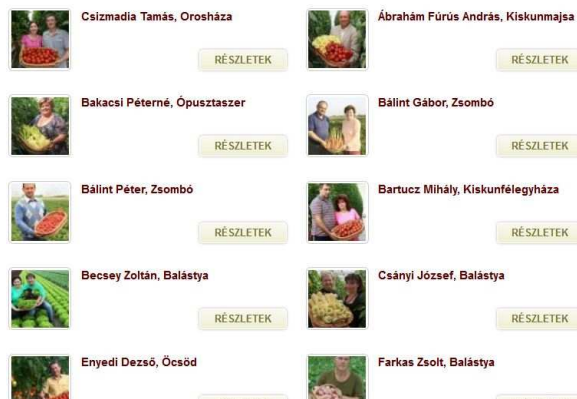 Csizmadia Tamás, Orosháza
RÉSZLETEK
Ábrahám Fúrús András, Kiskunmajsa
RÉSZLETEK
Bakacsi Péterné, Ópusztaszer
RÉSZLETEK
Bálint Gábor, Zsombó
RÉSZLETEK
Bálint Péter, Zsombó
RÉSZLETEK
Bartucz Mihály, Kiskunfélegyháza
RÉSZLETEK
Becsey Zoltán, Balástya
RÉSZLETEK
Csányi József, Balástya
RÉSZLETEK
Enyedi Dezső, Öcsöd
Farkas Zsolt, Balástya